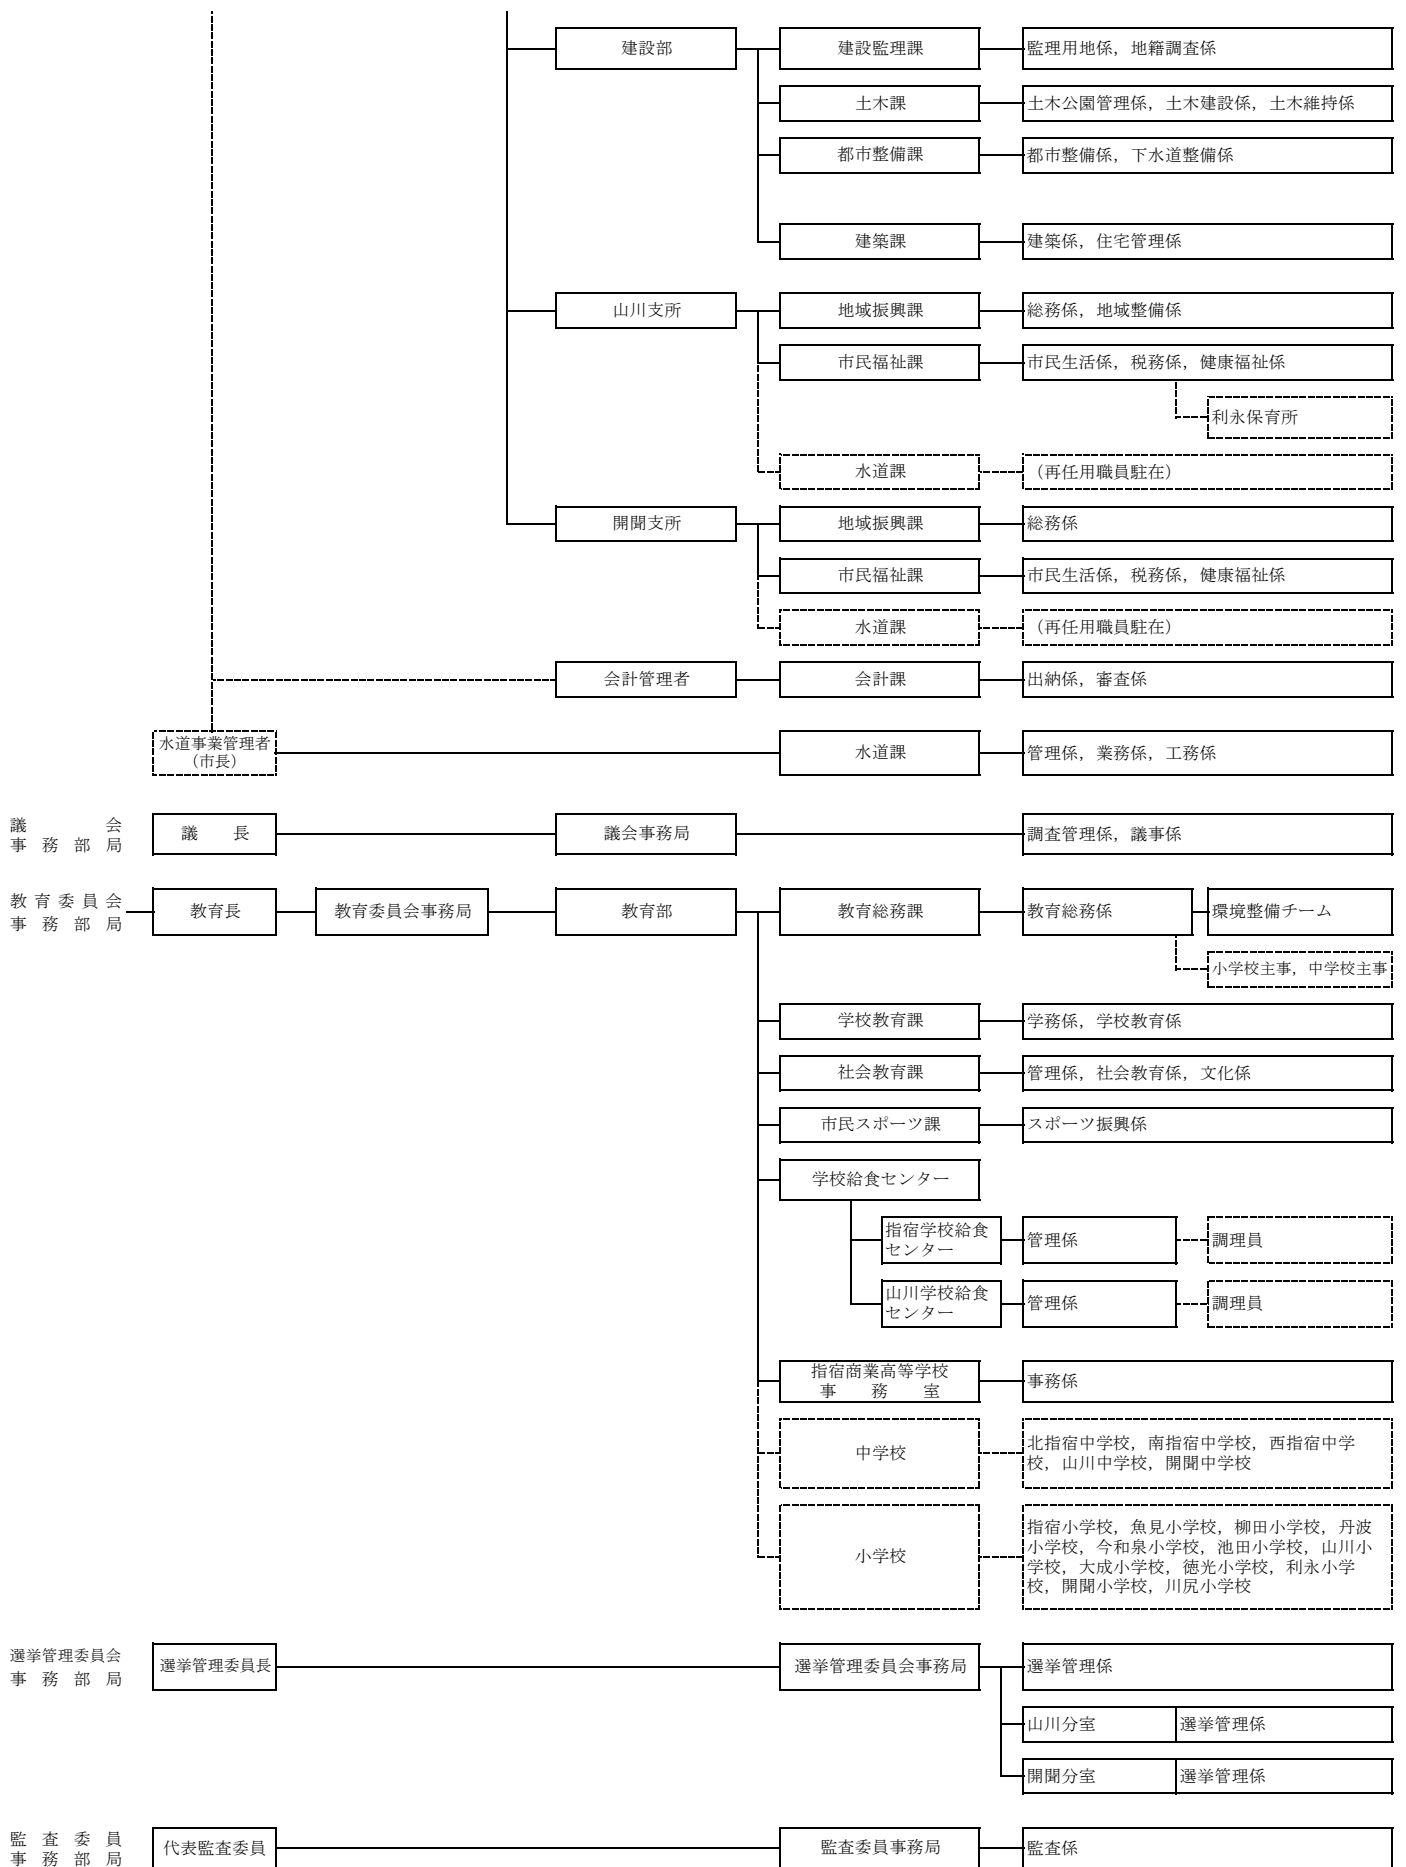 建設部
建設監理課
監理用地係，地籍調査係
土木課
土木公園管理係，土木建設係，土木維持係
都市整備課
都市整備係，下水道整備係
建築課
建築係，住宅管理係
山川支所
地域振興課
総務係，地域整備係
市民福祉課
市民生活係，税務係，健康福祉係
利永保育所
水道課
（再任用職員駐在）
開聞支所
地域振興課
総務係
市民福祉課
市民生活係，税務係，健康福祉係
水道課
（再任用職員駐在）
会計管理者
会計課
出納係，審査係
水道事業管理者
（市長）
水道課
管理係，業務係，工務係
議　　　　会
事　務　部　局
議　　長
議会事務局
調査管理係，議事係
教育委員会
事　務　部　局
教育長
教育委員会事務局
教育部
教育総務課
教育総務係
環境整備チーム
小学校主事，中学校主事
学校教育課
学務係，学校教育係
社会教育課
管理係，社会教育係，文化係
市民スポーツ課
スポーツ振興係
学校給食センター
指宿学校給食
センター
管理係
調理員
山川学校給食
センター
管理係
調理員
指宿商業高等学校
事　　務　　室
事務係
中学校
北指宿中学校，南指宿中学校，西指宿中学
校，山川中学校，開聞中学校
小学校
指宿小学校，魚見小学校，柳田小学校，丹波
小学校，今和泉小学校，池田小学校，山川小
学校，大成小学校，徳光小学校，利永小学
校，開聞小学校，川尻小学校
選挙管理委員会
事　務　部　局
選挙管理委員長
選挙管理委員会事務局
選挙管理係
山川分室
選挙管理係
開聞分室
選挙管理係
監　査　委　員
事　務　部　局
代表監査委員
監査委員事務局
監査係